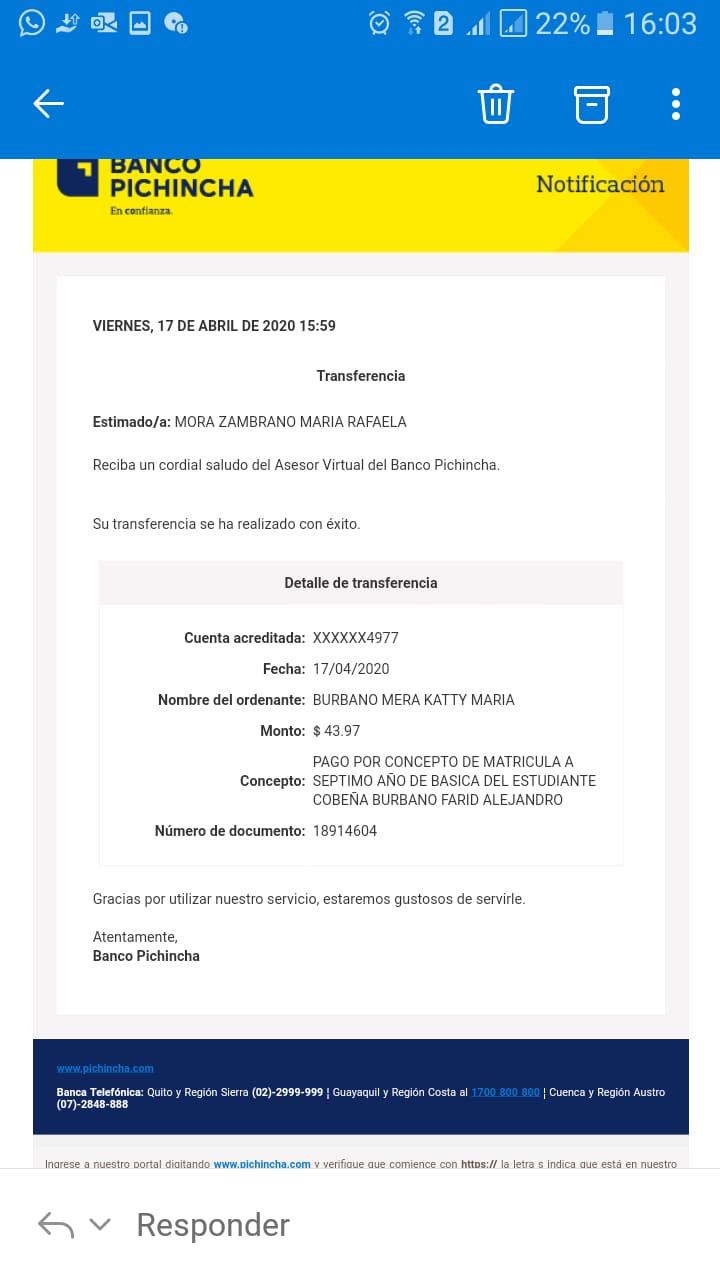 2 22% 16:03
BANCO
PICHINCHA
En confianza.
Notificación
VIERNES, 17 DE ABRIL DE 2020 15:59
Transferencia
Estimado/a: MORA ZAMBRANO MARIA RAFAELA
Reciba un cordial saludo del Asesor Virtual del Banco Pichincha.
Su transferencia se ha realizado con éxito.
Detalle de transferencia
Cuenta acreditada: XXXXXX4977
Fecha: 17/04/2020
Nombre del ordenante: BURBANO MERA KATTY MARIA
Monto: $ 43.97
PAGO POR CONCEPTO DE MATRICULA A
Concepto: SEPTIMO AÑO DE BASICA DEL ESTUDIANTE
COBEÑA BURBANO FARID ALEJANDRO
Número de documento: 18914604
Gracias por utilizar nuestro servicio, estaremos gustosos de servirle.
Atentamente,
Banco Pichincha
www.pichincha.com
Banca Telefónica: Quito y Región Sierra (02)-2999-999 | Guayaquil y Región Costa al 1700 800 800 | Cuenca y Región Austro
(07)-2848-888
Ingrese a nuestro portal digitando www.pichincha.com y verifique que comience con https:// la letra s indica que está en nuestro
Responder